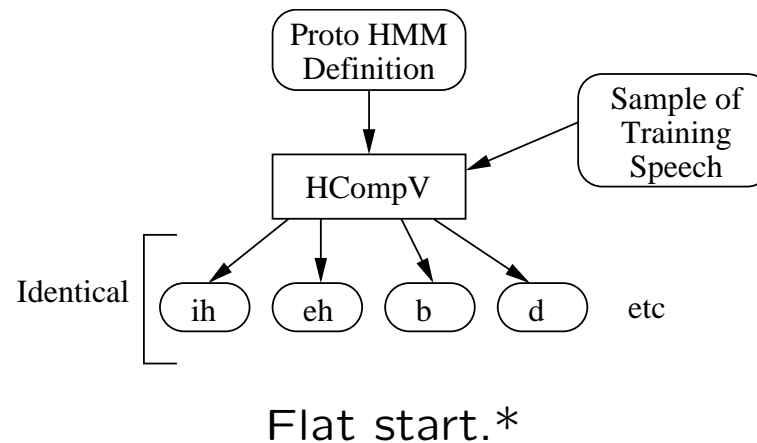 Proto HMM
Definition
Sample of
Training
Speech
HCompV
Identical
ih eh b d etc
Flat start.*